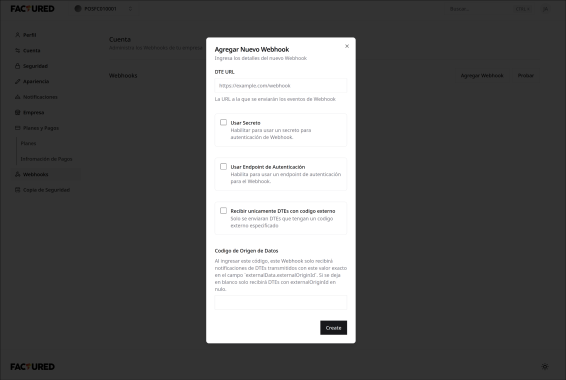 FACTURED
Perfil
Cuenta
Seguridad
Apariencia
Notificaciones
Empresa
Planes y Pagos
Planes
Información de Pagos
Webhooks
Copia de Seguridad
Cuenta
Webhooks
Agregar Webhook
Probar
Agregar Nuevo Webhook
Ingresa los detalles del nuevo Webhook
DTE URL
https://example.com/webhook
La URL a la que se enviarán los eventos de Webhook
Usar Secreto
Habilitar para usar un secreto para
autenticación de Webhook.
Usar Endpoint de Autenticación
Habilita para usar un endpoint de autenticación
para el Webhook.
Recibir unicamente DTEs con codigo externo
Solo se enviaran DTEs que tengan un codigo
externo especificado
Codigo de Origen de Datos
Al ingresar este código, este Webhook solo recibirá
notificaciones de DTEs transmitidos con este valor exacto
en el campo `externalData.externalOriginId`. Si se deja
en blanco solo recibirá DTEs con externalOriginId en
nulo.
Create
FACTURED